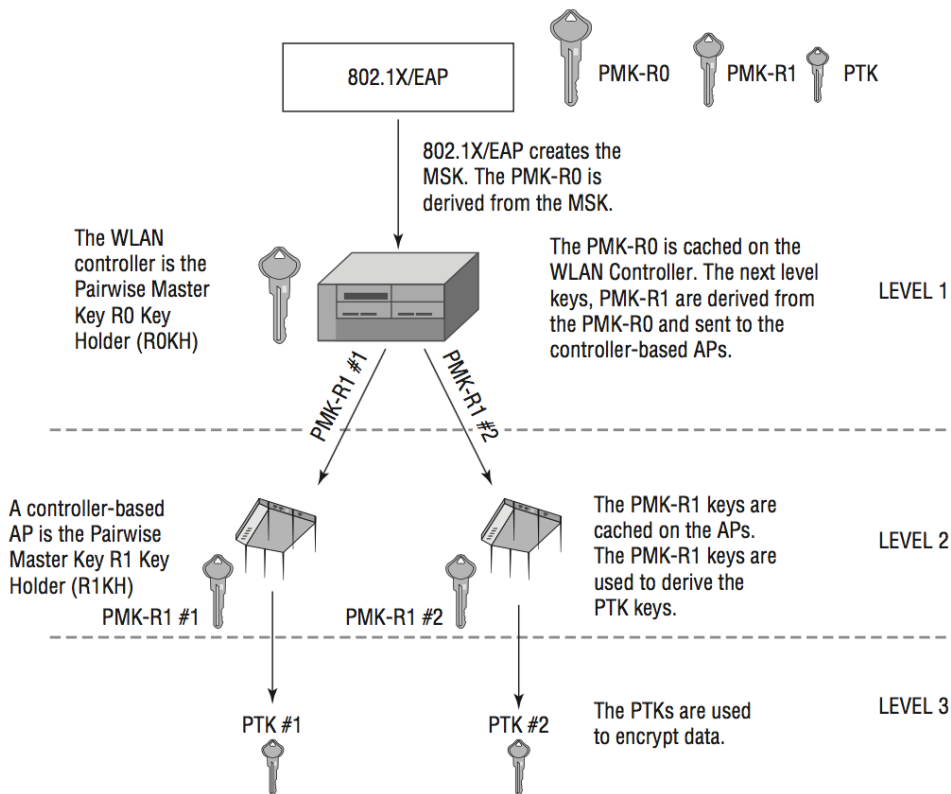 802.1X/EAP
PMK-R0
PMK-R1
PTK
802.1X/EAP creates the
MSK. The PMK-R0 is
derived from the MSK.
The WLAN
controller is the
Pairwise Master
Key R0 Key
Holder (R0KH)
The PMK-R0 is cached on the
WLAN Controller. The next level
keys, PMK-R1 are derived from
the PMK-R0 and sent to the
controller-based APs.
LEVEL 1
PMK-R1 #1
PMK-R1 #2
A controller-based
AP is the Pairwise
Master Key R1 Key
Holder (R1KH)
PMK-R1 #1
PMK-R1 #2
The PMK-R1 keys are
cached on the APs.
The PMK-R1 keys are
used to derive the
PTK keys.
LEVEL 2
PTK #1
PTK #2
The PTKs are used
to encrypt data.
LEVEL 3